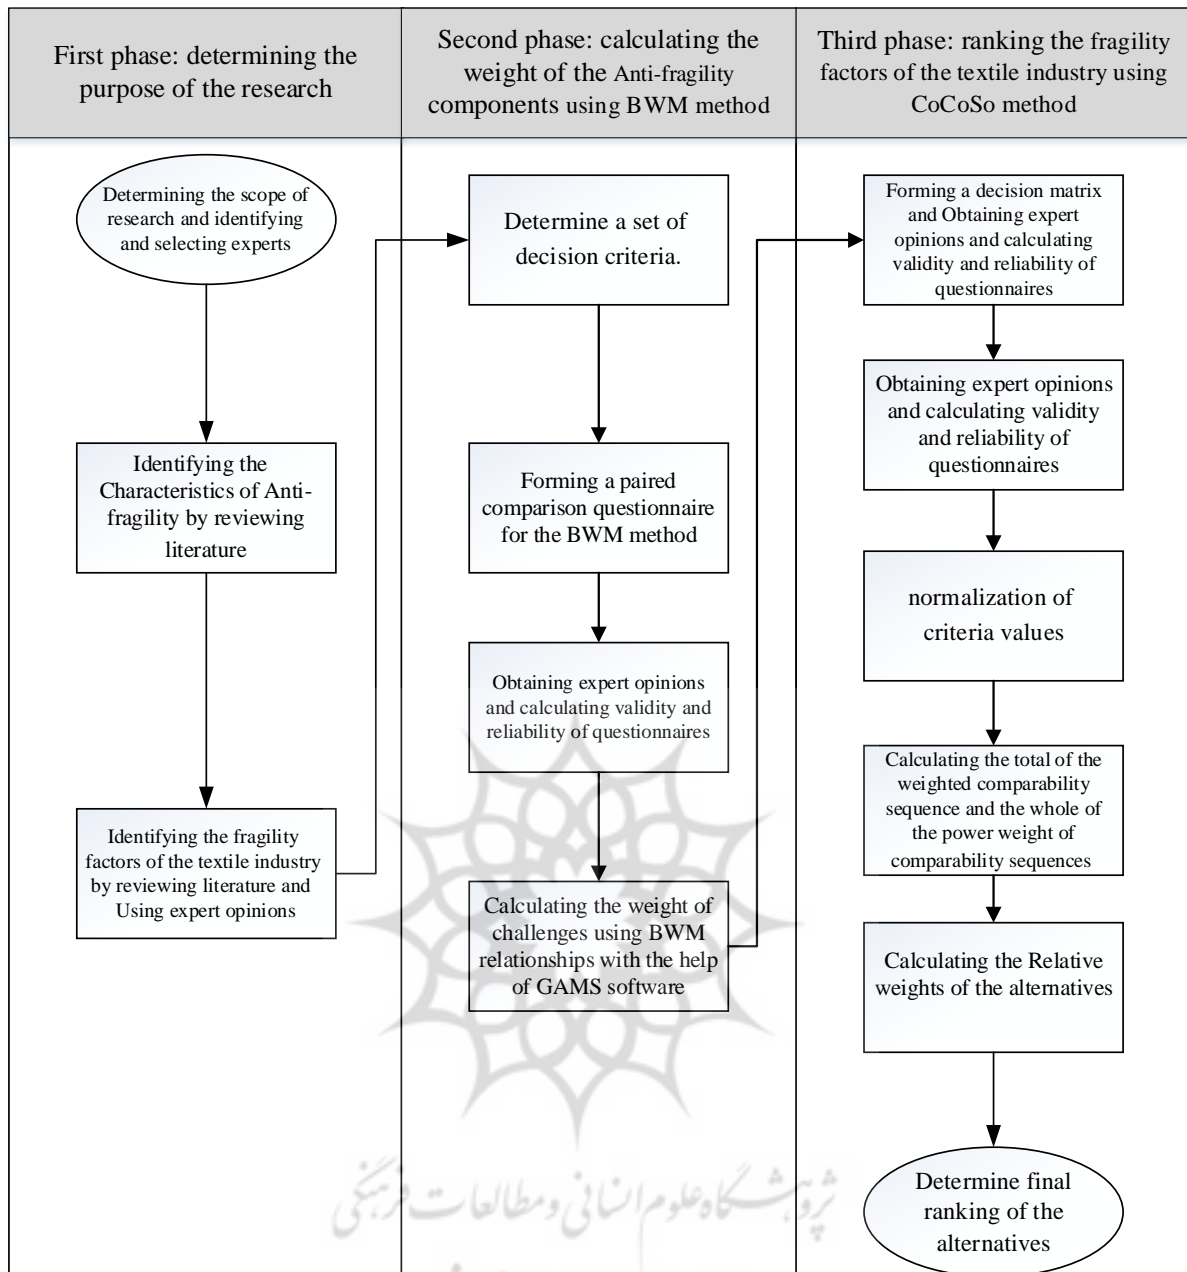 First phase: determining the
purpose of the research
Second phase: calculating the
weight of the Anti-fragility
components using BWM method
Third phase: ranking the fragility
factors of the textile industry using
CoCoSo method
Determining the scope of
research and identifying
and selecting experts
Identifying the
Characteristics of Anti-
fragility by reviewing
literature
Identifying the fragility
factors of the textile industry
by reviewing literature and
Using expert opinions
Determine a set of
decision criteria.
Forming a paired
comparison questionnaire
for the BWM method
Obtaining expert opinions
and calculating validity and
reliability of questionnaires
Calculating the weight of
challenges using BWM
relationships with the help
of GAMS software
Forming a decision matrix
and Obtaining expert
opinions and calculating
validity and reliability of
questionnaires
Obtaining expert opinions
and calculating validity
and reliability of
questionnaires
normalization of
criteria values
Calculating the total of the
weighted comparability
sequence and the whole of
the power weight of
comparability sequences
Calculating the Relative
weights of the alternatives
Determine final
ranking of the
alternatives
پژوهشگاه علوم انسانی و مطالعات فرهنگی